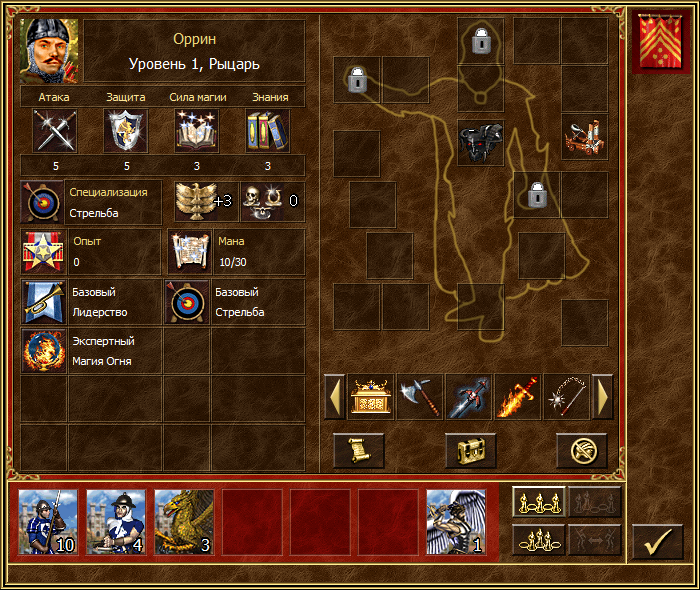 Оррин
Уровень 1, Рыцарь
Атака Защита Сила магии Знания
5 5 3 3
Специализация
Стрельба
+3 0
Опыт
0
Мана
10/30
Базовый
Лидерство
Базовый
Стрельба
Экспертный
Магия Огня
10 4 3 1